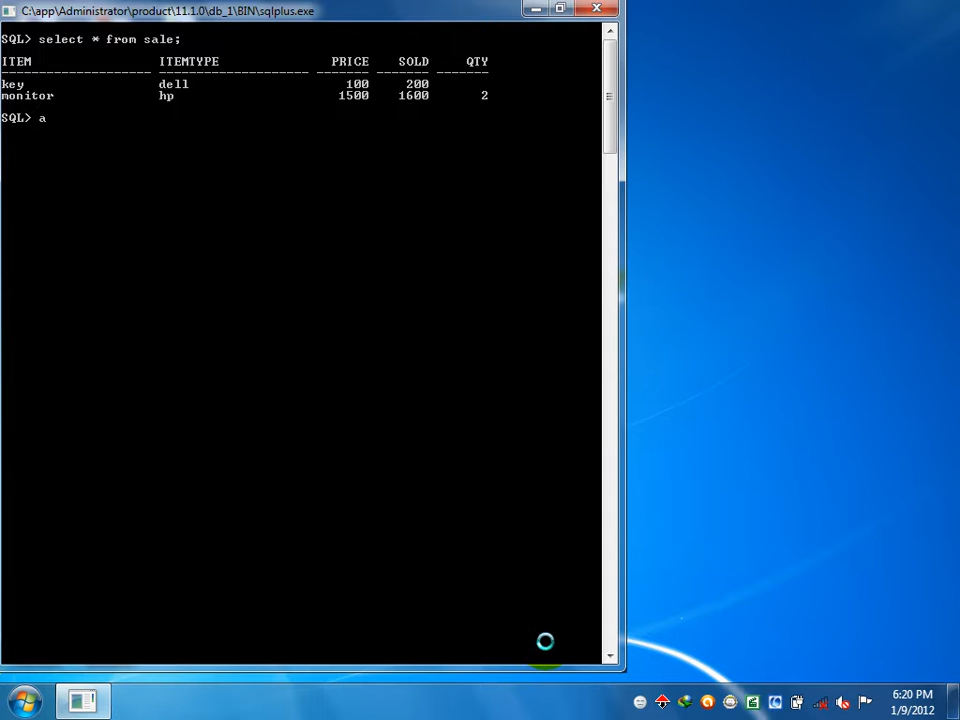 C:\app\Administrator\product\11.1.0\db_1\BIN\sqlplus.exe
SQL> select * from sale;
ITEM ITEMTYPE PRICE SOLD QTY
-------------------- -------------------- ------- ------- -------
key dell 100 200
monitor hp 1500 1600 2
SQL> a
6:20 PM
1/9/2012